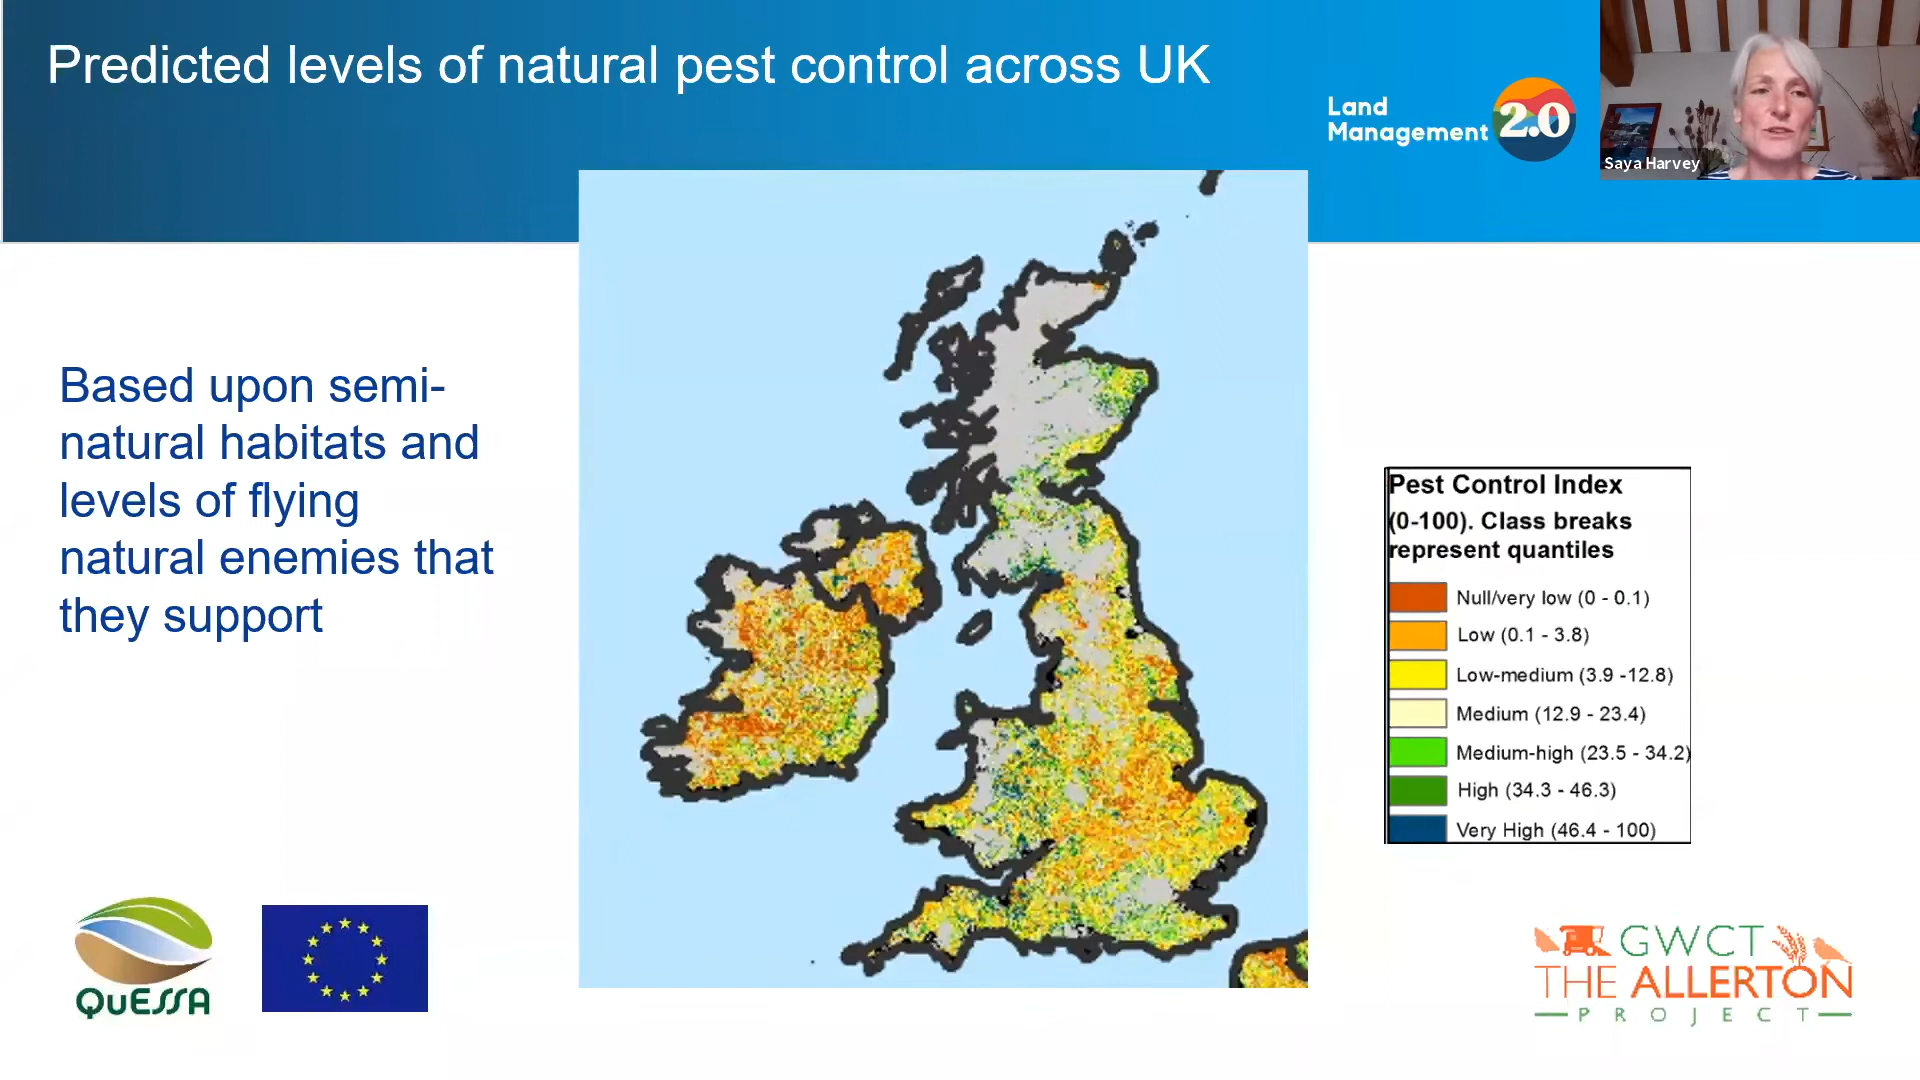 Predicted levels of natural pest control across UK
Land
Management
2.0
Saya Harvey
Based upon semi-
natural habitats and
levels of flying
natural enemies that
they support
Pest Control Index
(0-100). Class breaks
represent quantiles
Null/very low (0 - 0.1)
Low (0.1 - 3.8)
Low-medium (3.9 -12.8)
Medium (12.9 - 23.4)
Medium-high (23.5 - 34.2)
High (34.3 - 46.3)
Very High (46.4 - 100)
QuESSA
GWCT
THE ALLERTON
PROJECT